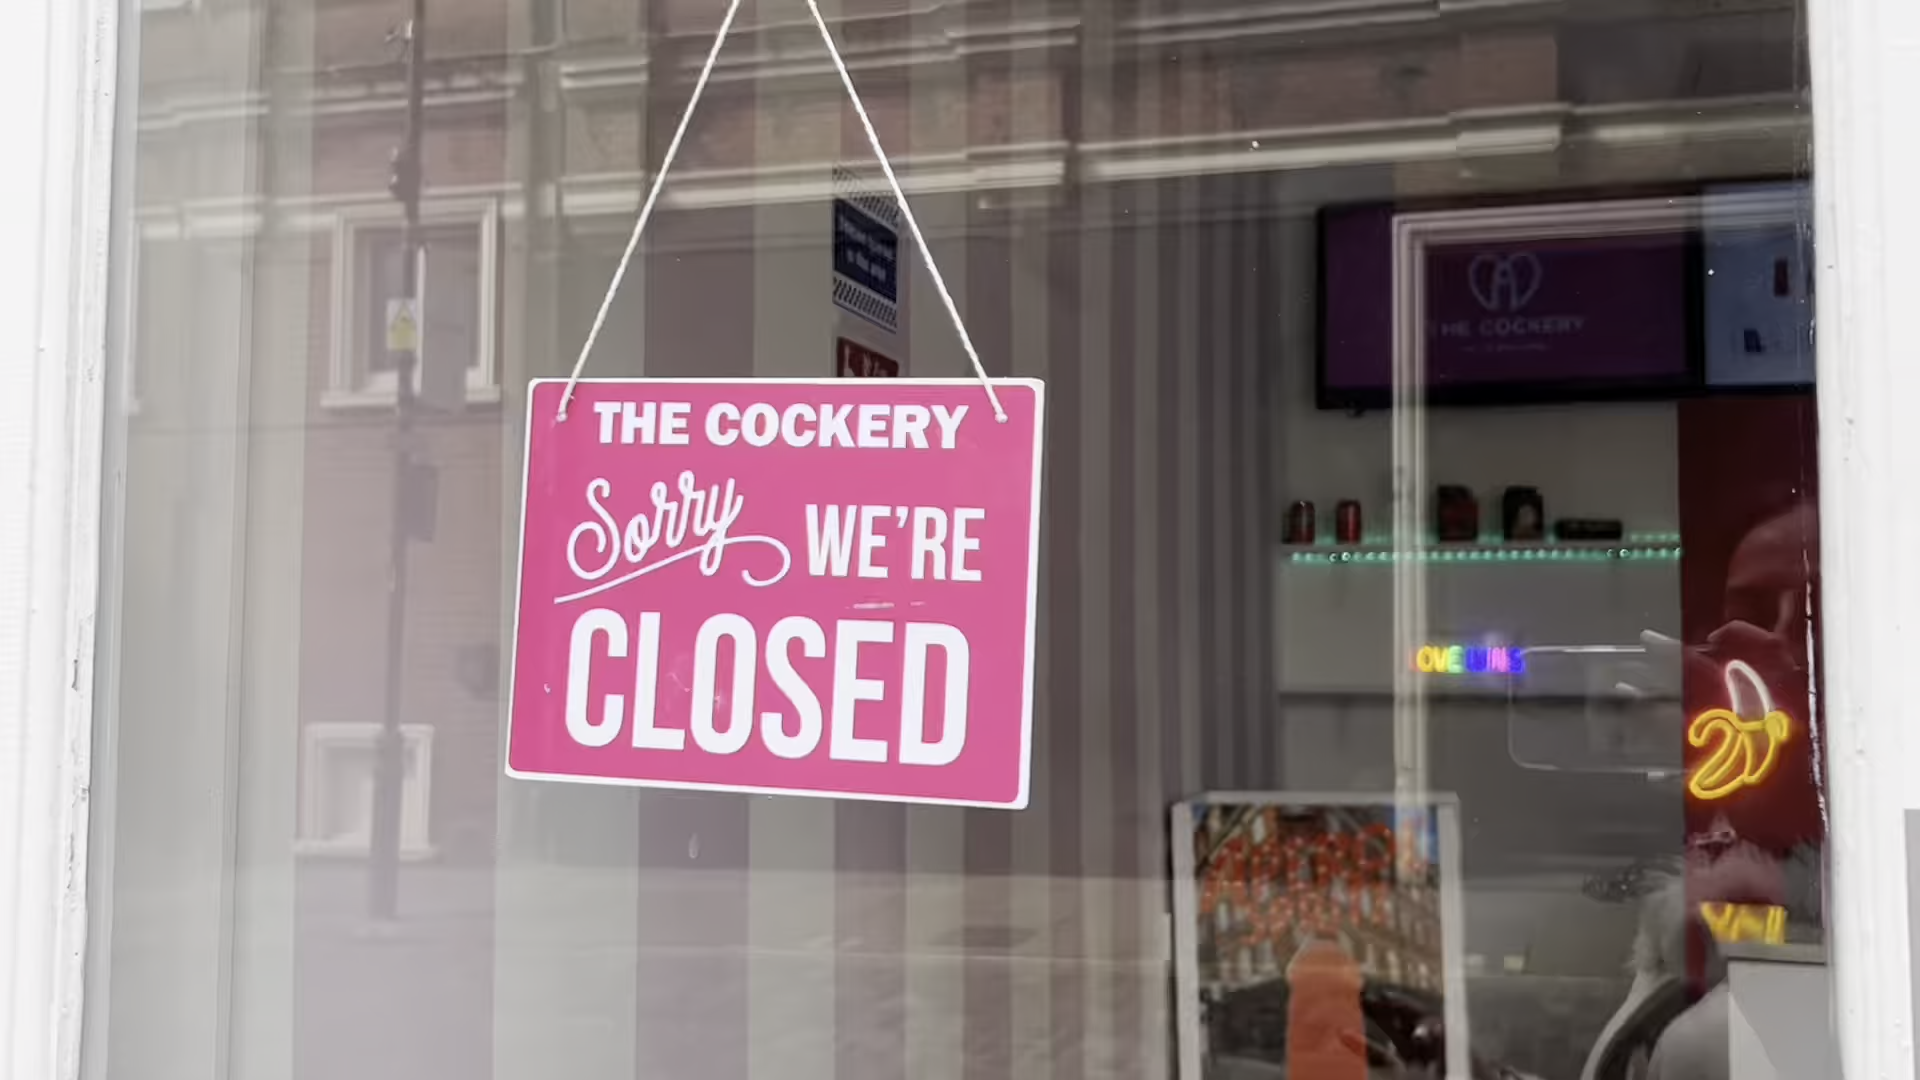 THE COCKERY
Sorry WE'RE
CLOSED
THE COCKERY
LOVE WINS